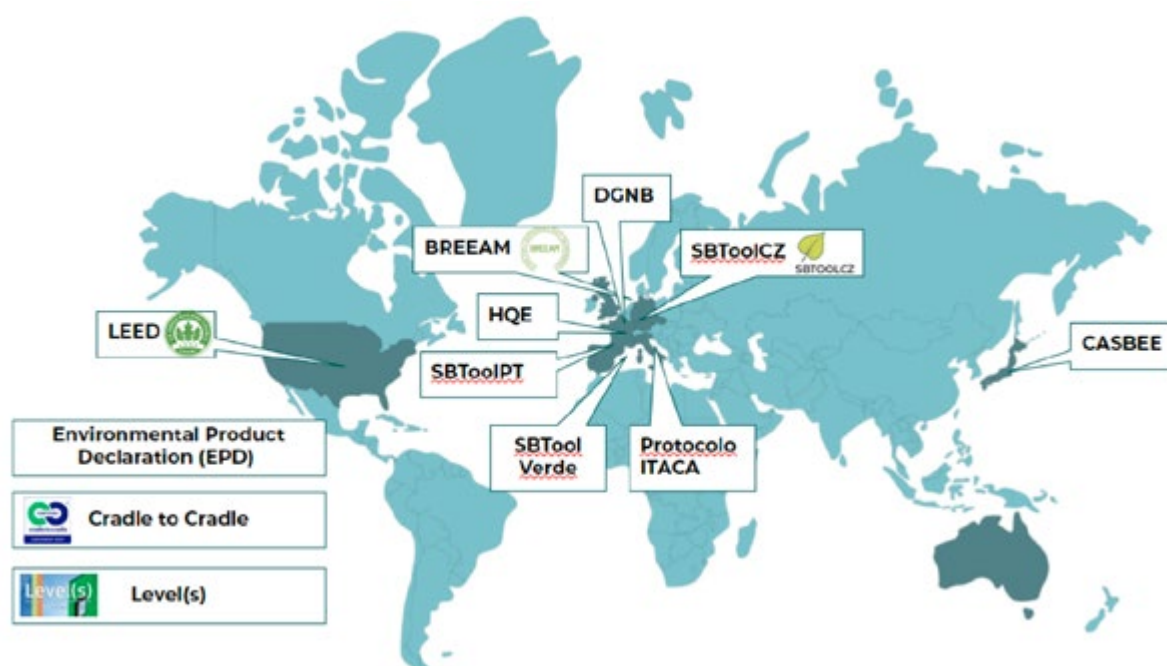 DGNB
BREEAM
BREEAM
SBToolCZ
SBTOOLCZ
LEED
HQE
CASBEE
SBToolPT
Environmental Product
Declaration (EPD)
SBTool
Verde
Protocolo
ITACA
Cradle to Cradle
Level(s)
Level(s)